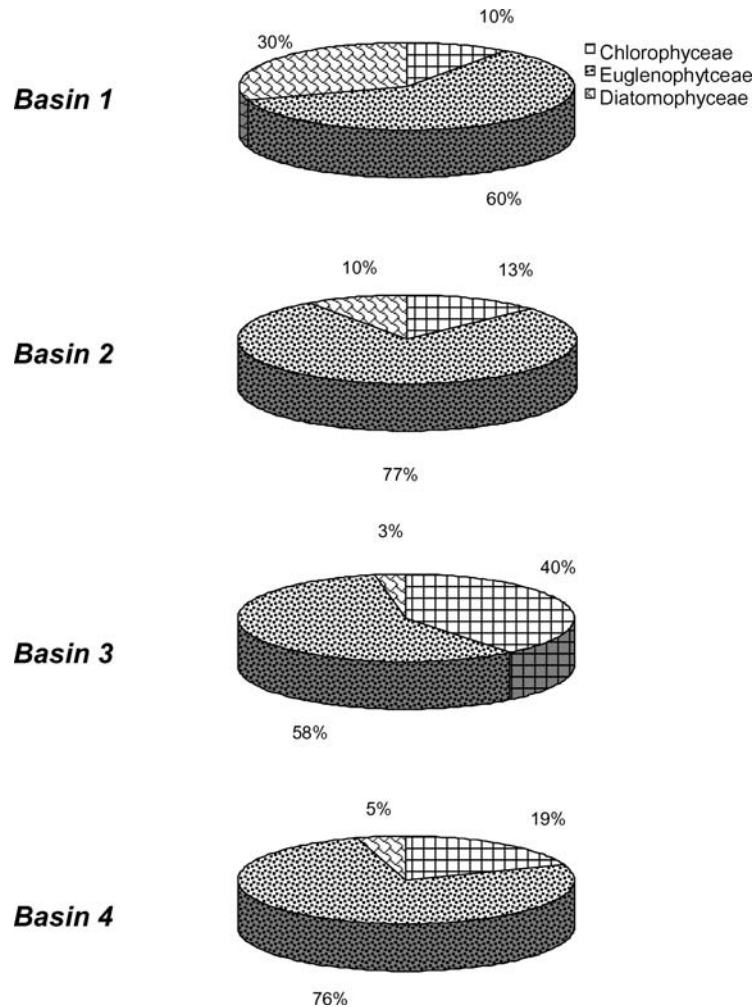 30%
10%
Chlorophyceae
Euglenophytceae
Diatomophyceae
Basin 1
60%
10%
13%
Basin 2
77%
3%
40%
Basin 3
58%
5%
19%
Basin 4
76%